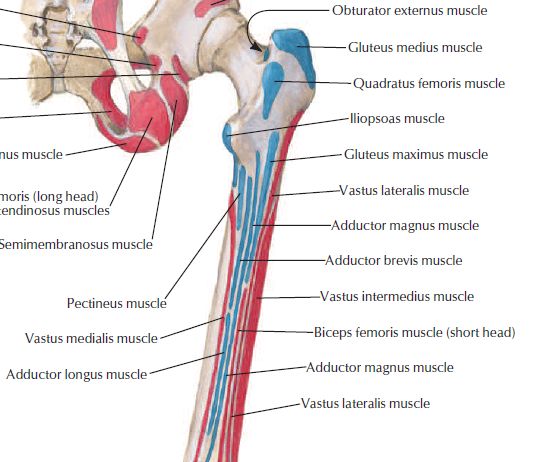 Obturator externus muscle
Gluteus medius muscle
Quadratus femoris muscle
Iliopsoas muscle
Gluteus maximus muscle
Vastus lateralis muscle
Adductor magnus muscle
Adductor brevis muscle
Vastus intermedius muscle
Biceps femoris muscle (short head)
Adductor magnus muscle
Vastus lateralis muscle
nus muscle
moris (long head)
tendinosus muscles
Semimembranosus muscle
Pectineus muscle
Vastus medialis muscle
Adductor longus muscle